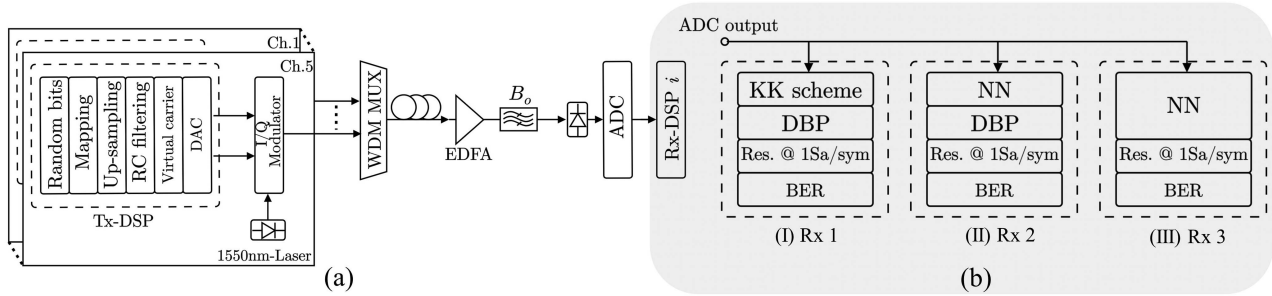 Ch.1
Ch.5
Random bits
Mapping
Up-sampling
RC filtering
Virtual carrier
DAC
Tx-DSP
I/Q
Modulator
1550nm-Laser
(a)
WDM MUX
EDFA
Bₒ
ADC
Rx-DSP i
ADC output
KK scheme
DBP
Res. @ 1Sa/sym
BER
(I) Rx 1
NN
DBP
Res. @ 1Sa/sym
BER
(II) Rx 2
NN
Res. @ 1Sa/sym
BER
(III) Rx 3
(b)